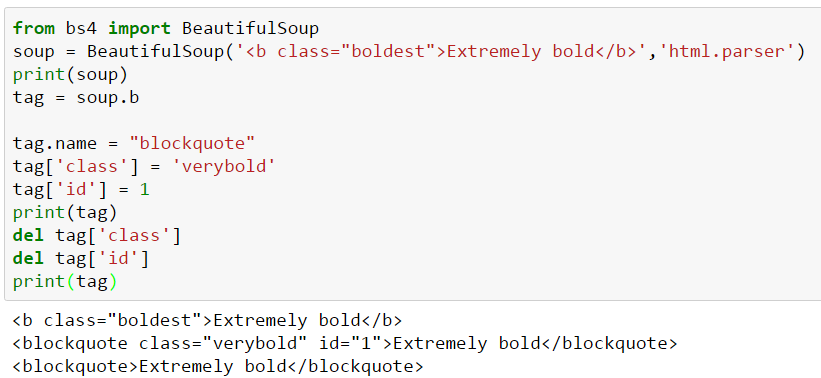 from bs4 import BeautifulSoup
soup = BeautifulSoup('<b class="boldest">Extremely bold</b>','html.parser')
print(soup)
tag = soup.b
tag.name = "blockquote"
tag['class'] = 'verybold'
tag['id'] = 1
print(tag)
del tag['class']
del tag['id']
print(tag)
<b class="boldest">Extremely bold</b>
<blockquote class="verybold" id="1">Extremely bold</blockquote>
<blockquote>Extremely bold</blockquote>